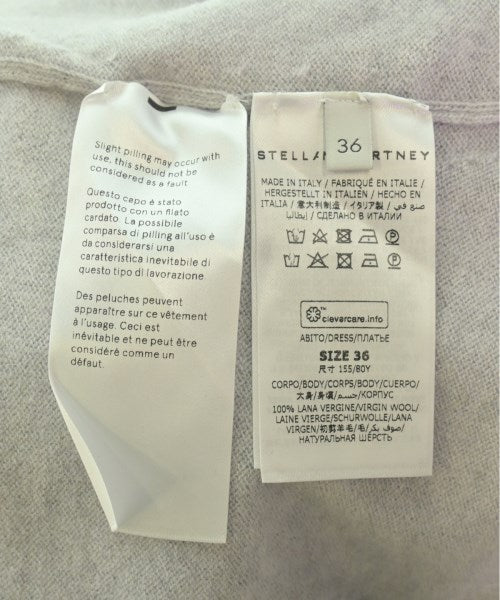 Slight pilling may occur with
use, this should not be
considered as a fault
Questo capo è stato
prodotto con un filato
cardato. La possibile
comparsa di pilling all'uso è
da considerarsi una
caratteristica inevitabile di
questo tipo di lavorazione.
Des peluches peuvent
apparaître sur ce vêtement
à l'usage. Ceci est
inévitable et ne peut être
considéré comme un
défaut.
36
STELLA RTNEY
MADE IN ITALY / FABRIQUÉ EN ITALIE /
HERGESTELLT IN ITALIEN / HECHO EN
ITALIA / 意大利制造 / イタリア製 / صنع في
إيطاليا / СДЕЛАНО В ИТАЛИИ
clevercare.info
ABITO/DRESS/ПЛАТЬЕ
SIZE 36
尺寸 155/80Y
CORPO/BODY/CORPS/BODY/CUERPO/
大身/身頃/جسم/КОРПУС
100% LANA VERGINE/VIRGIN WOOL/
LAINE VIERGE/SCHURWOLLE/LANA
VIRGEN/初剪羊毛/毛/صوف بكر/
НАТУРАЛЬНАЯ ШЕРСТЬ